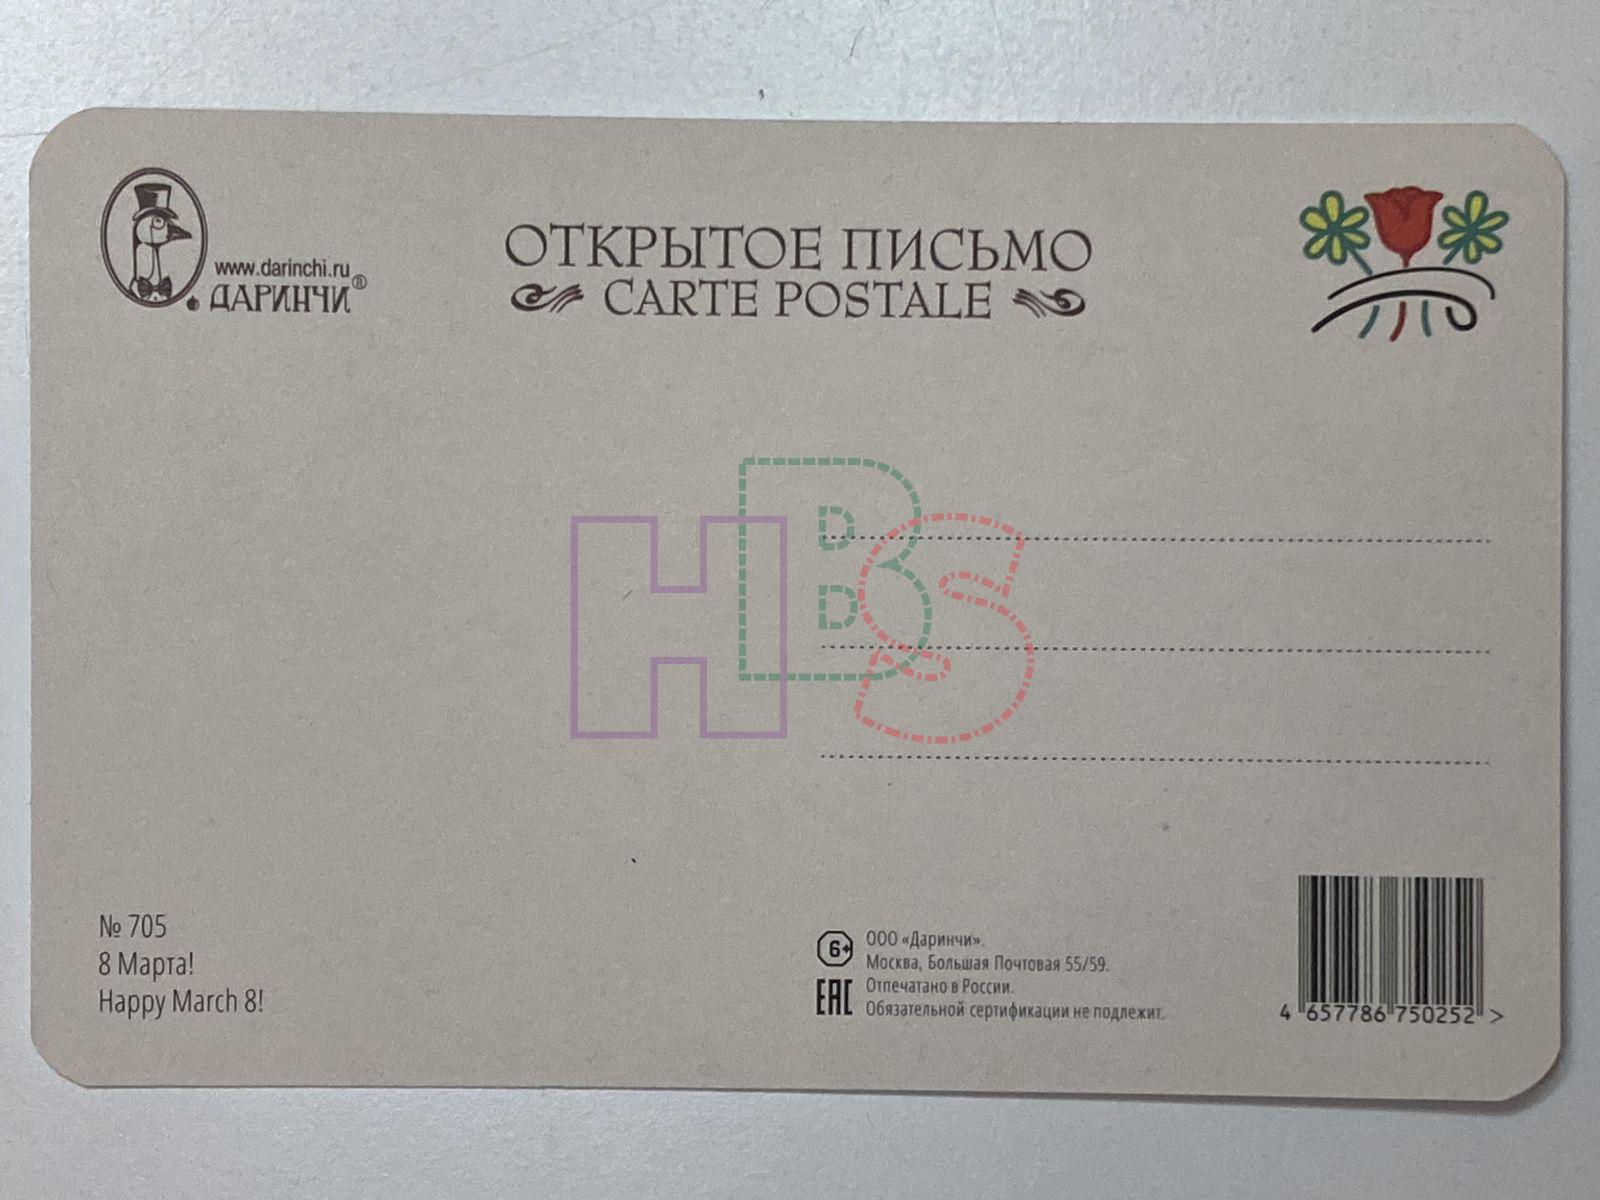 www.darinchi.ru
ДАРИНЧИ®
ОТКРЫТОЕ ПИСЬМО
CARTE POSTALE
HBS
№ 705
8 Марта!
Happy March 8!
6+
ООО «Даринчи».
Москва, Большая Почтовая 55/59.
EAC Отпечатано в России.
Обязательной сертификации не подлежит.
4 657786 750252 >